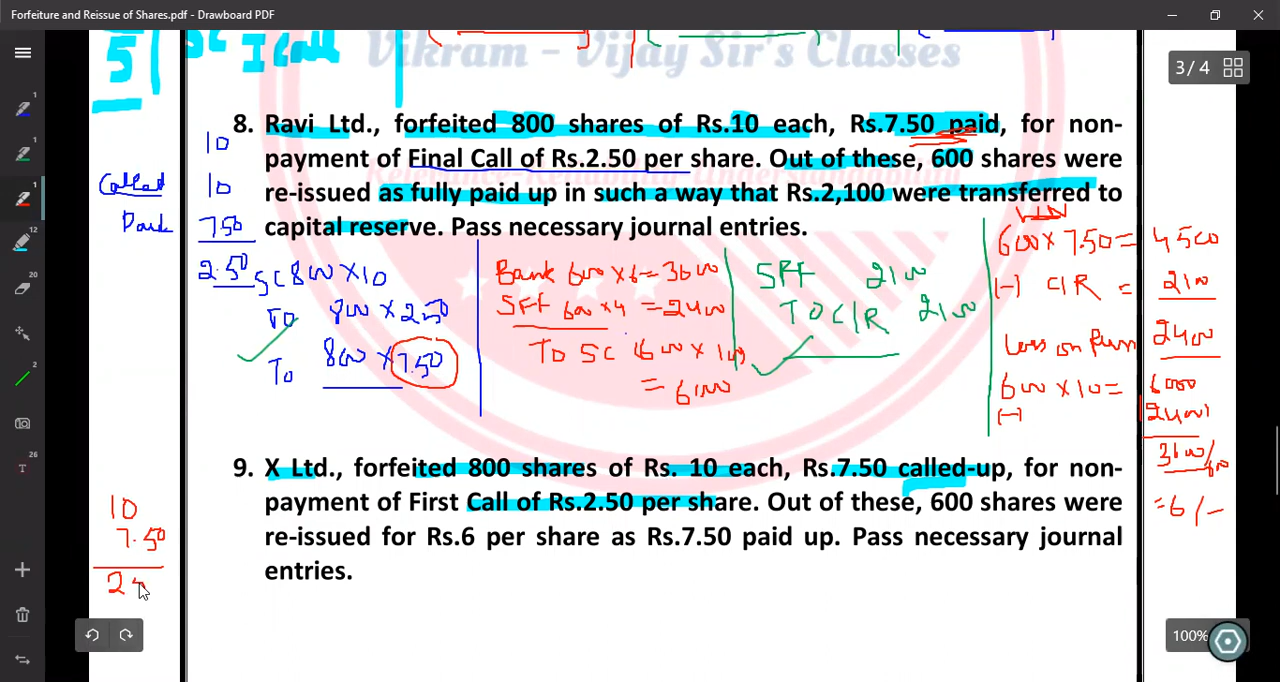 Forfeiture and Reissue of Shares.pdf - Drawboard PDF
3/4
5 SC I Call
Vikram – Vijay Sir's Classes
8. Ravi Ltd., forfeited 800 shares of Rs.10 each, Rs.7.50 paid, for non-
payment of Final Call of Rs.2.50 per share. Out of these, 600 shares were
re-issued as fully paid up in such a way that Rs.2,100 were transferred to
capital reserve. Pass necessary journal entries.
10
Called 10
Paid 7.50
2.50
SC 800×10
To 800×2.50
To 800×7.50
Bank 600×6=3600
SFF 600×4=2400
To SC (600×10)
= 6000
SFF 2100
TO C/R 2100
600×7.50= 4500
(-) C/R = 2100
2400
600×10= 6000
(-) 2400
3600/600
=6/-
9. X Ltd., forfeited 800 shares of Rs. 10 each, Rs.7.50 called-up, for non-
payment of First Call of Rs.2.50 per share. Out of these, 600 shares were
re-issued for Rs.6 per share as Rs.7.50 paid up. Pass necessary journal
entries.
10
7.50
2
100%